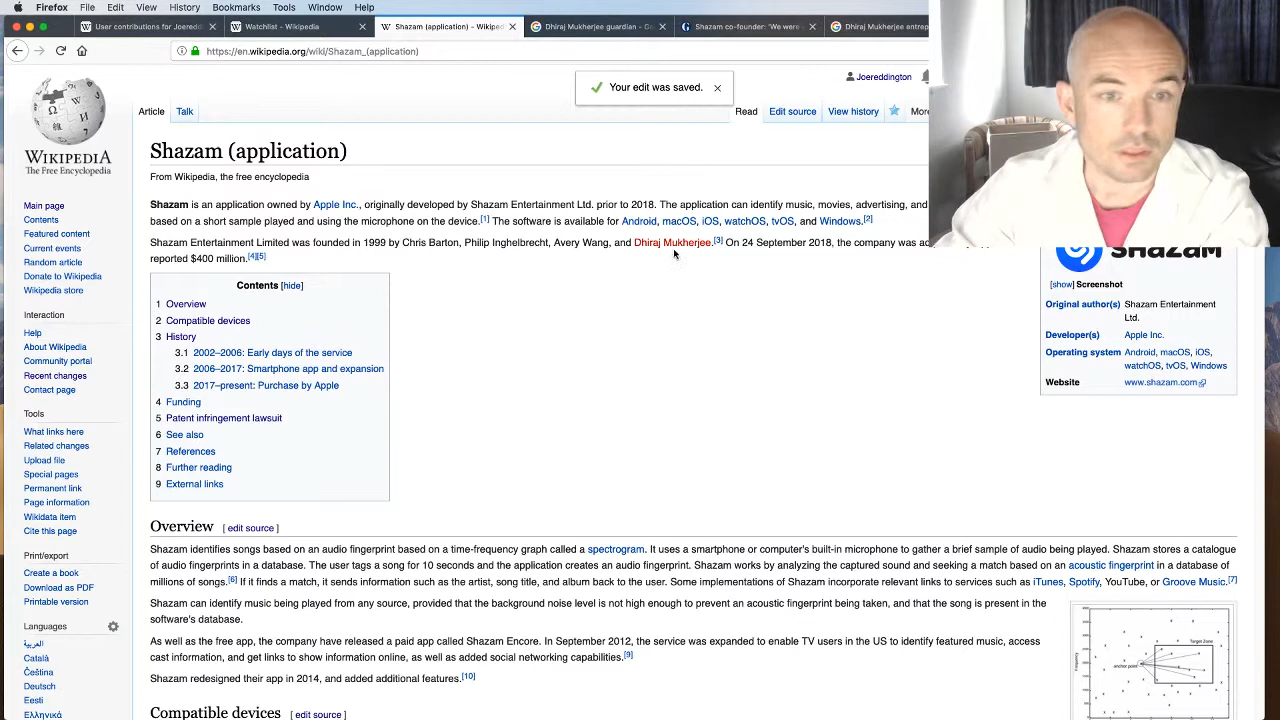 Firefox File Edit View History Bookmarks Tools Window Help
User contributions for Joeredd
Watchlist - Wikipedia
Shazam (application) - Wikiped
Dhiraj Mukherjee guardian - Go
Shazam co-founder: "We were
Dhiraj Mukherjee entrep
https://en.wikipedia.org/wiki/Shazam_(application)
Your edit was saved.
Joereddington
Article Talk
Read Edit source View history More
WIKIPEDIA
The Free Encyclopedia
Main page
Contents
Featured content
Current events
Random article
Donate to Wikipedia
Wikipedia store
Interaction
Help
About Wikipedia
Community portal
Recent changes
Contact page
Tools
What links here
Related changes
Upload file
Special pages
Permanent link
Page information
Wikidata item
Cite this page
Print/export
Create a book
Download as PDF
Printable version
Languages
العربية
Català
Čeština
Deutsch
Eesti
Ελληνικά
Shazam (application)
From Wikipedia, the free encyclopedia
Shazam is an application owned by Apple Inc., originally developed by Shazam Entertainment Ltd. prior to 2018. The application can identify music, movies, advertising, and
based on a short sample played and using the microphone on the device.[1] The software is available for Android, macOS, iOS, watchOS, tvOS, and Windows.[2]
Shazam Entertainment Limited was founded in 1999 by Chris Barton, Philip Inghelbrecht, Avery Wang, and Dhiraj Mukherjee.[3] On 24 September 2018, the company was ac
reported $400 million.[4][5]
Contents [hide]
1 Overview
2 Compatible devices
3 History
3.1 2002–2006: Early days of the service
3.2 2006–2017: Smartphone app and expansion
3.3 2017–present: Purchase by Apple
4 Funding
5 Patent infringement lawsuit
6 See also
7 References
8 Further reading
9 External links
SHAZAM
[show] Screenshot
Original author(s) Shazam Entertainment
Ltd.
Developer(s) Apple Inc.
Operating system Android, macOS, iOS,
watchOS, tvOS, Windows
Website www.shazam.com
Overview [ edit source ]
Shazam identifies songs based on an audio fingerprint based on a time-frequency graph called a spectrogram. It uses a smartphone or computer's built-in microphone to gather a brief sample of audio being played. Shazam stores a catalogue
of audio fingerprints in a database. The user tags a song for 10 seconds and the application creates an audio fingerprint. Shazam works by analyzing the captured sound and seeking a match based on an acoustic fingerprint in a database of
millions of songs.[6] If it finds a match, it sends information such as the artist, song title, and album back to the user. Some implementations of Shazam incorporate relevant links to services such as iTunes, Spotify, YouTube, or Groove Music.[7]
Shazam can identify music being played from any source, provided that the background noise level is not high enough to prevent an acoustic fingerprint being taken, and that the song is present in the
software's database.
As well as the free app, the company have released a paid app called Shazam Encore. In September 2012, the service was expanded to enable TV users in the US to identify featured music, access
cast information, and get links to show information online, as well as added social networking capabilities.[9]
Shazam redesigned their app in 2014, and added additional features.[10]
Target Zone
anchor point
Frequency
Compatible devices [ edit source ]